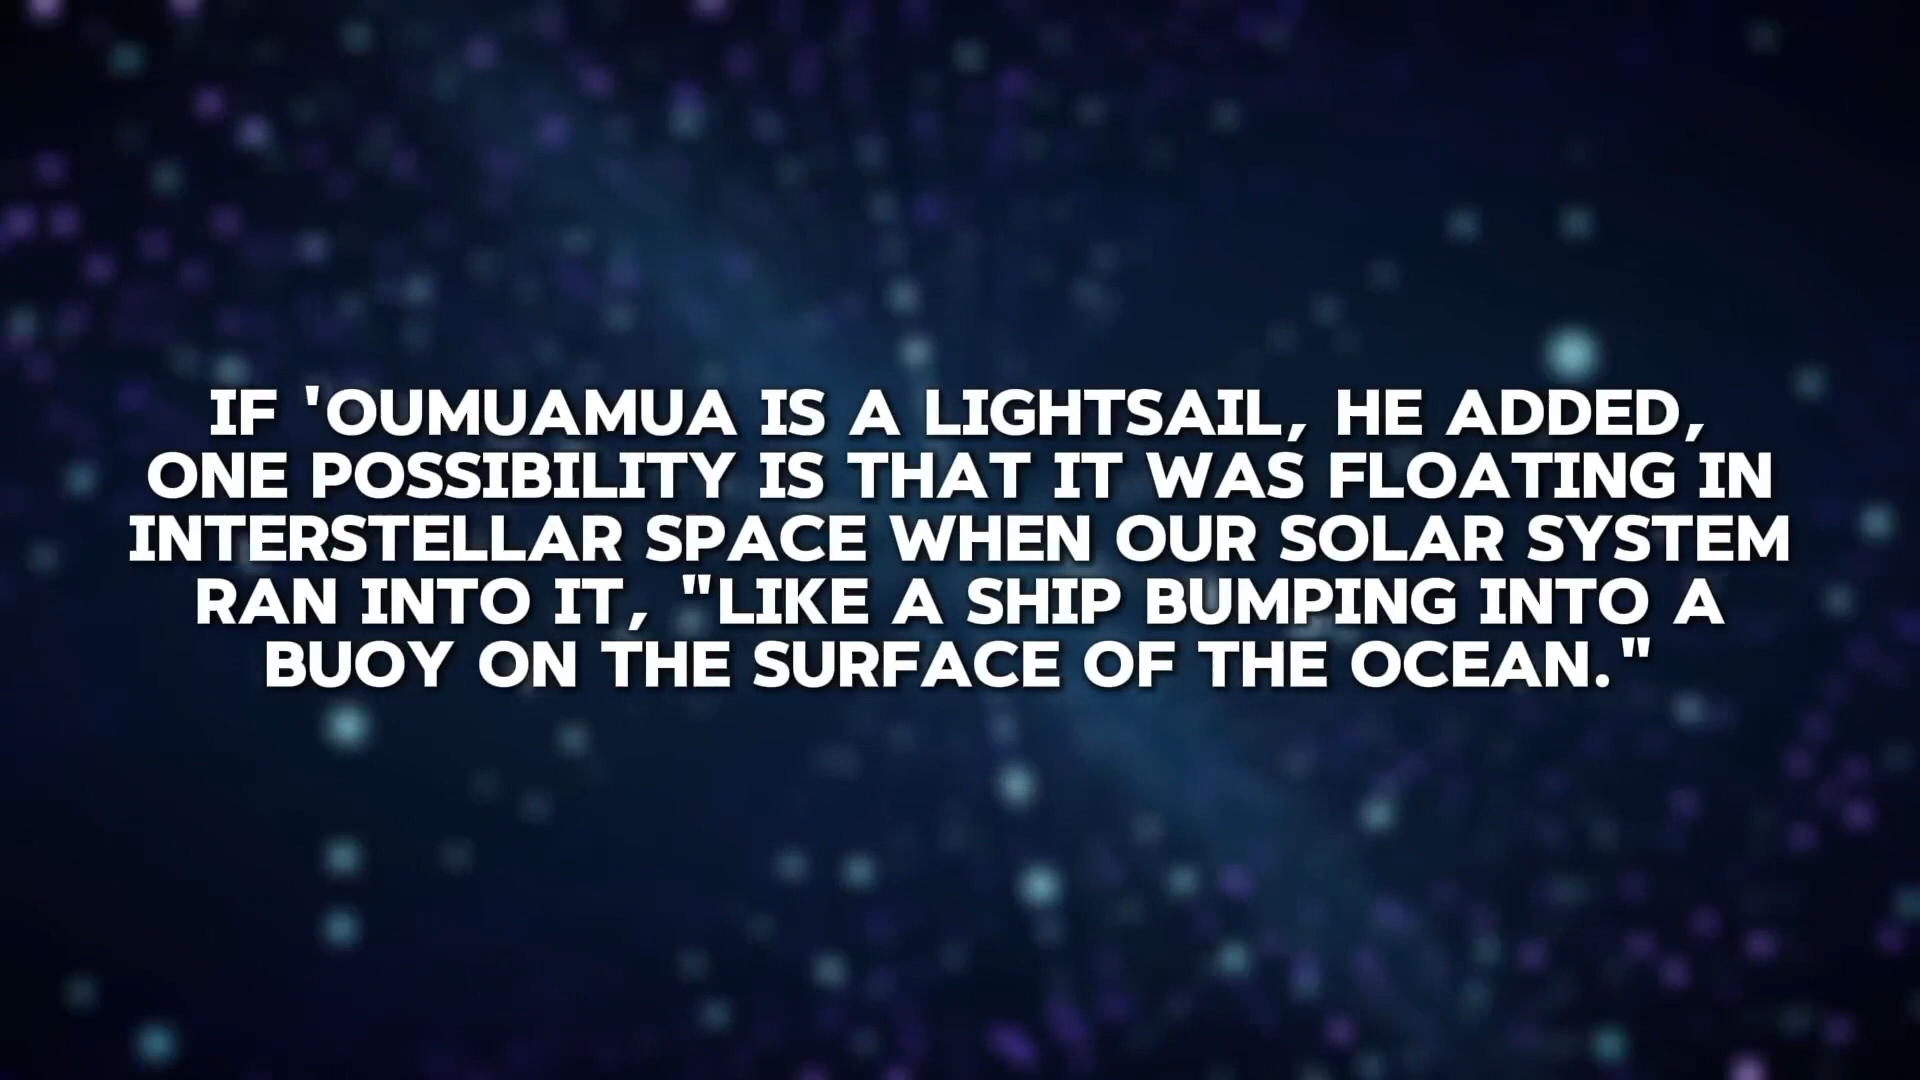 IF 'OUMUAMUA IS A LIGHTSAIL, HE ADDED,
ONE POSSIBILITY IS THAT IT WAS FLOATING IN
INTERSTELLAR SPACE WHEN OUR SOLAR SYSTEM
RAN INTO IT, "LIKE A SHIP BUMPING INTO A
BUOY ON THE SURFACE OF THE OCEAN."